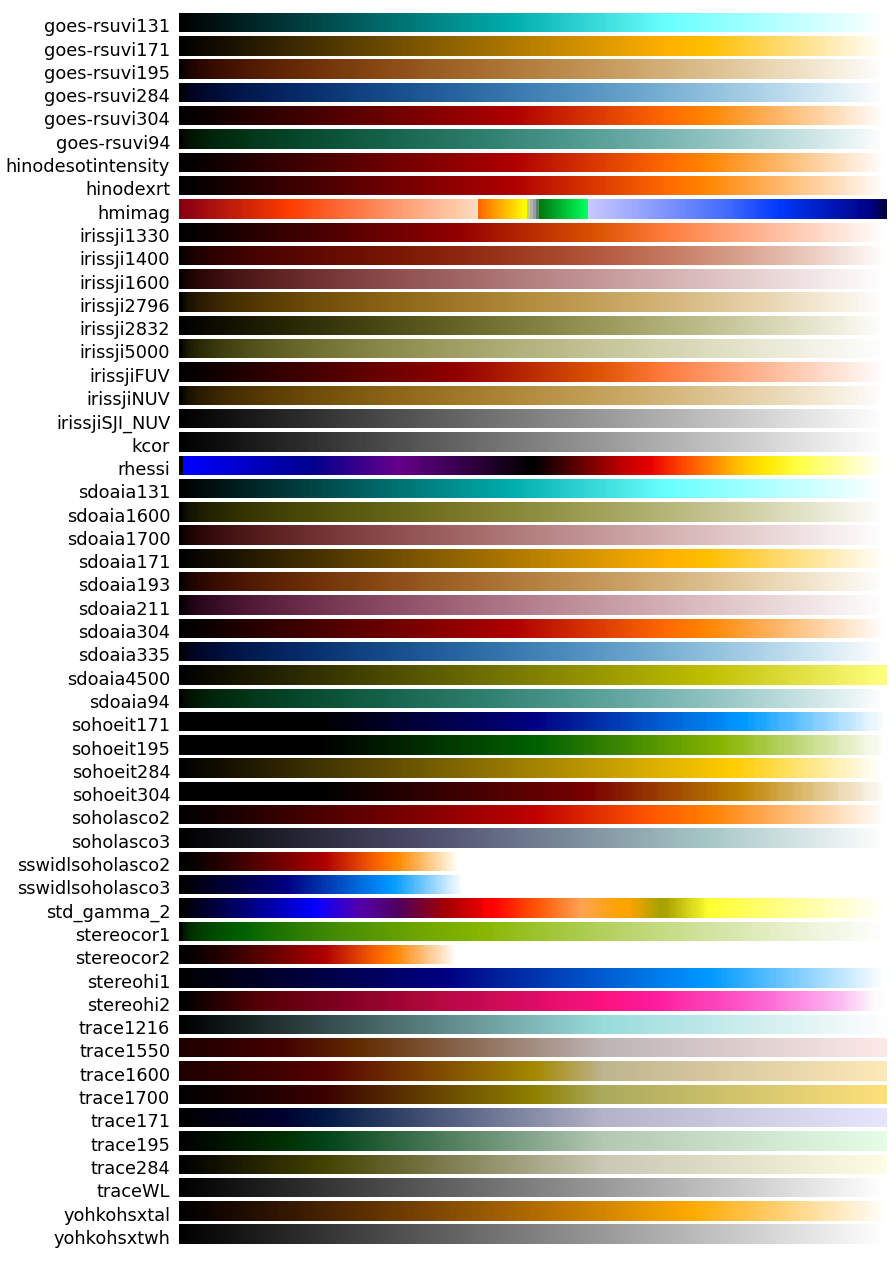 goes-rsuvi131
goes-rsuvi171
goes-rsuvi195
goes-rsuvi284
goes-rsuvi304
goes-rsuvi94
hinodesotintensity
hinodexrt
hmimag
irissji1330
irissji1400
irissji1600
irissji2796
irissji2832
irissji5000
irissjiFUV
irissjiNUV
irissjiSJI_NUV
kcor
rhessi
sdoaia131
sdoaia1600
sdoaia1700
sdoaia171
sdoaia193
sdoaia211
sdoaia304
sdoaia335
sdoaia4500
sdoaia94
sohoeit171
sohoeit195
sohoeit284
sohoeit304
soholasco2
soholasco3
sswidlsoholasco2
sswidlsoholasco3
std_gamma_2
stereocor1
stereocor2
stereohi1
stereohi2
trace1216
trace1550
trace1600
trace1700
trace171
trace195
trace284
traceWL
yohkohsxtal
yohkohsxtwh